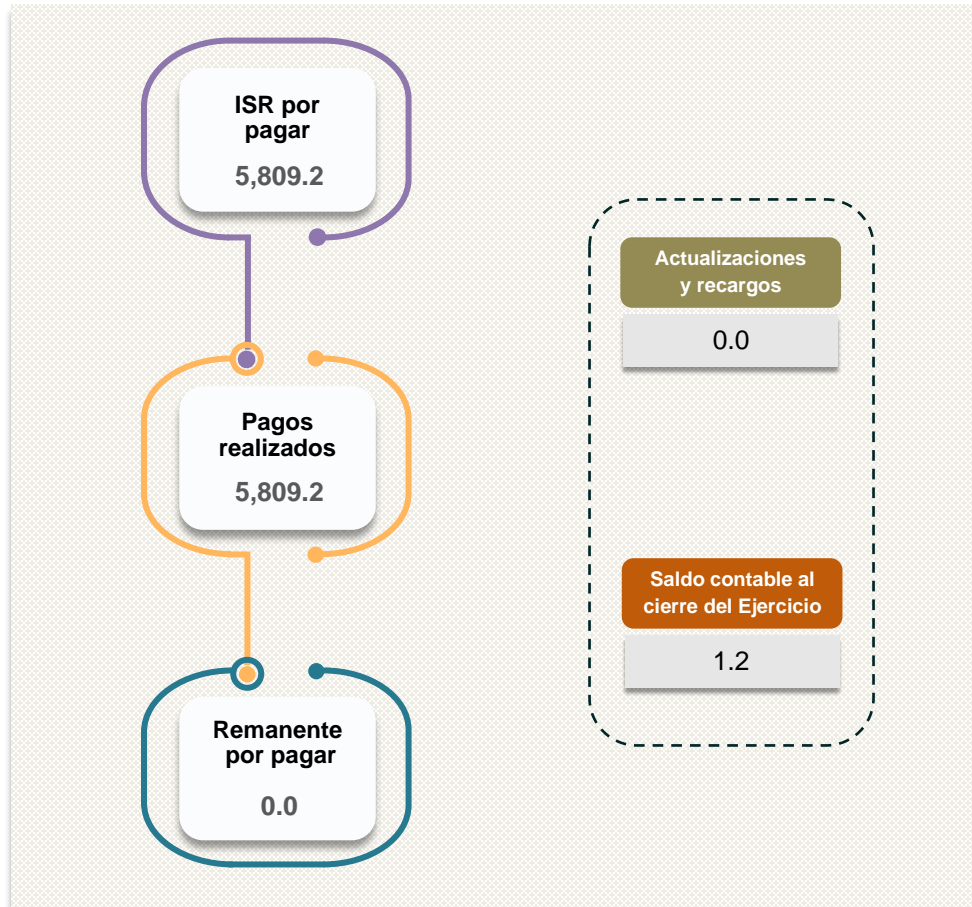 ISR por
pagar
5,809.2
Pagos
realizados
5,809.2
Remanente
por pagar
0.0
Actualizaciones
y recargos
0.0
Saldo contable al
cierre del Ejercicio
1.2